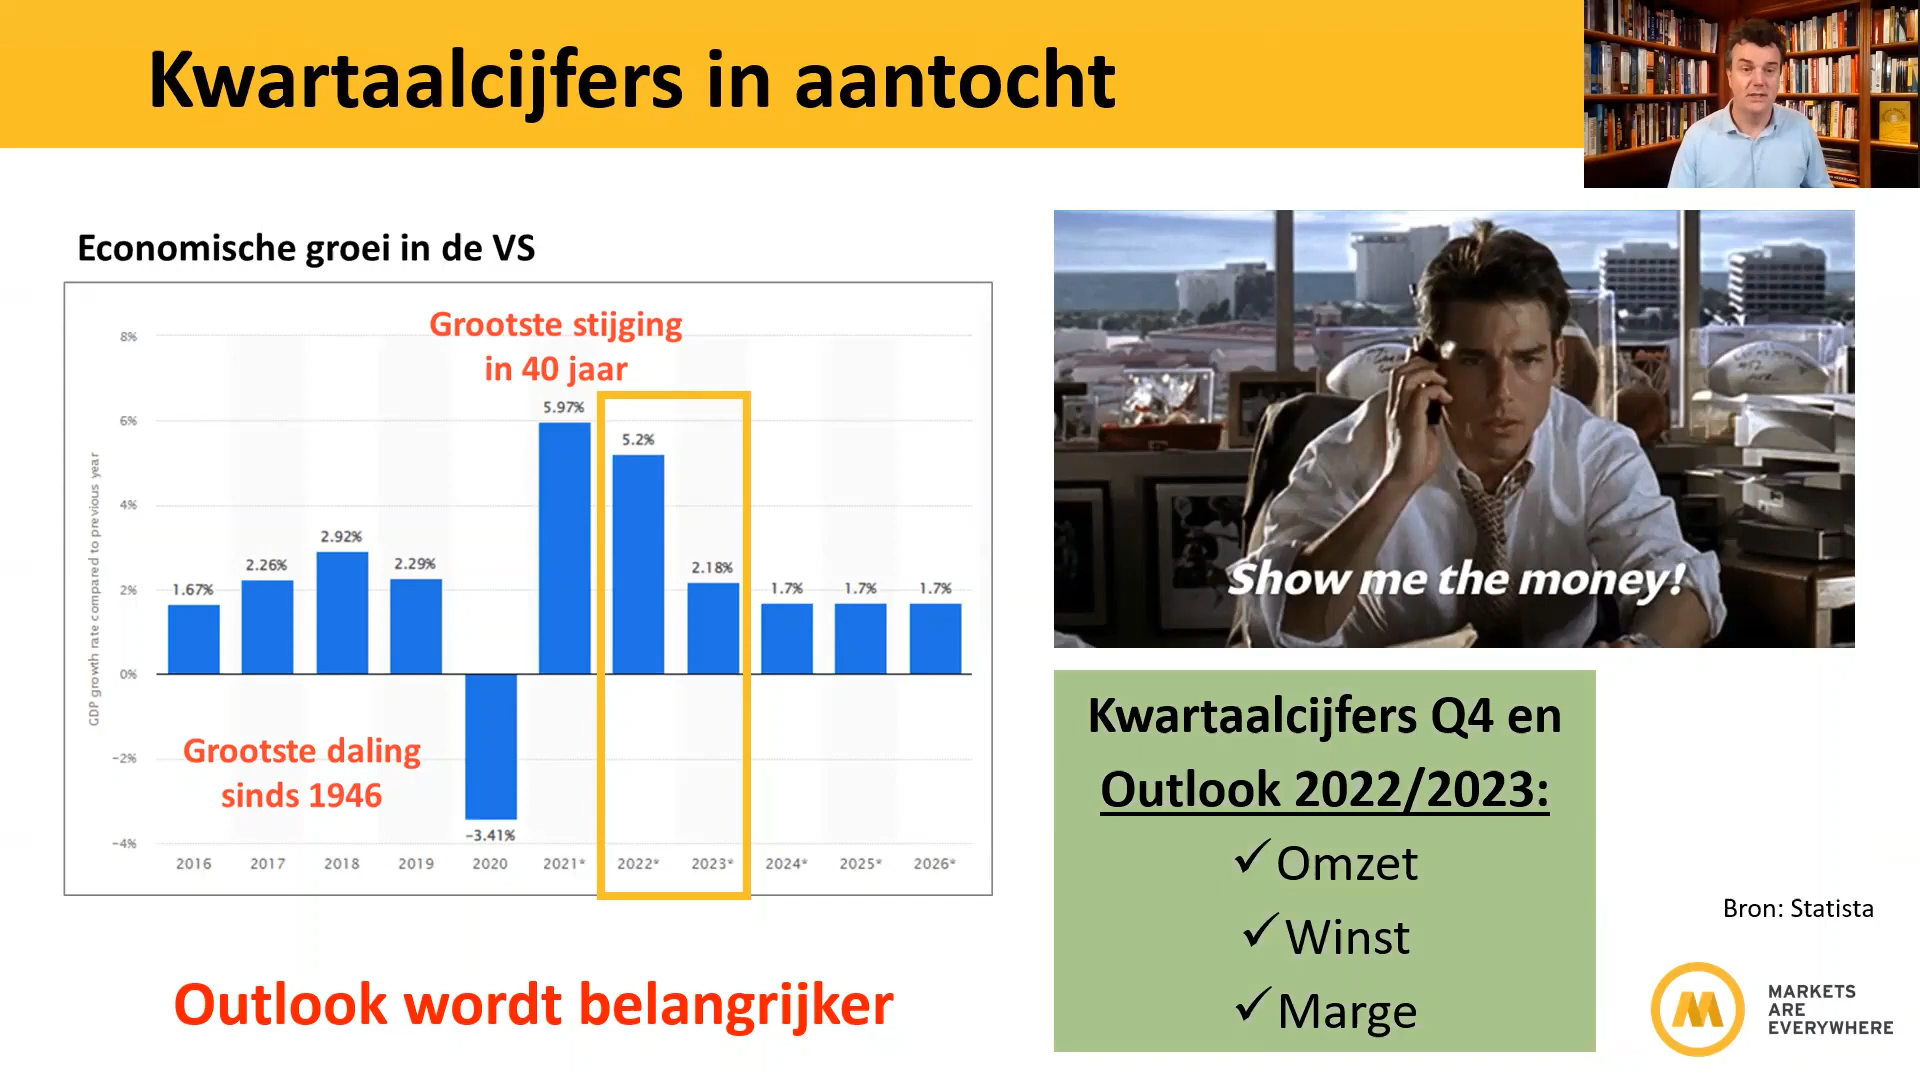 Kwartaalcijfers in aantocht
Economische groei in de VS
Grootste stijging
in 40 jaar
8%
6%
4%
2%
0%
-2%
-4%
GDP growth rate compared to previous year
1.67%
2.26%
2.92%
2.29%
-3.41%
5.97%
5.2%
2.18%
1.7%
1.7%
1.7%
Grootste daling
sinds 1946
2016
2017
2018
2019
2020
2021*
2022*
2023*
2024*
2025*
2026*
Outlook wordt belangrijker
Show me the money!
Kwartaalcijfers Q4 en
Outlook 2022/2023:
✓Omzet
✓Winst
✓Marge
Bron: Statista
MARKETS
ARE
EVERYWHERE